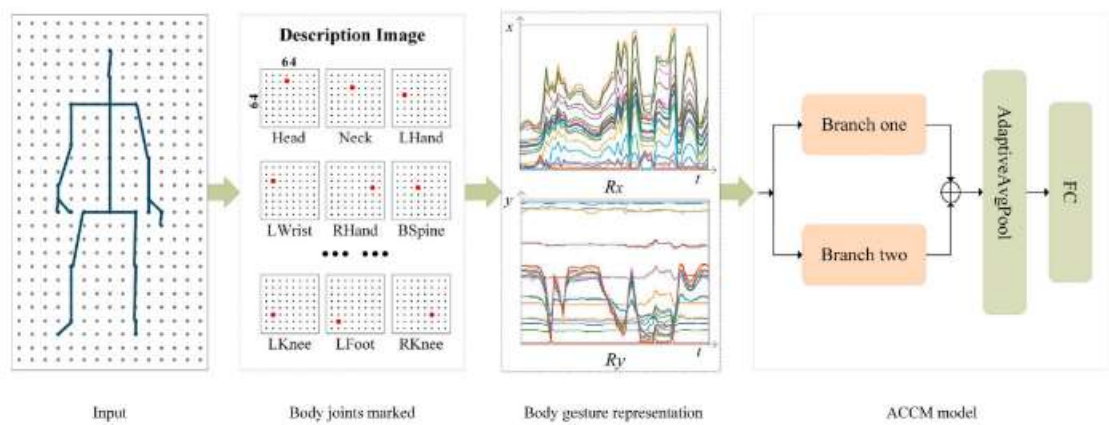 Description Image
64
64
Head Neck LHand
LWrist RHand BSpine
LKnee LFoot RKnee
x
Rx t
y
Ry t
Branch one
Branch two
AdaptiveAvgPool
FC
Input Body joints marked Body gesture representation ACCM model